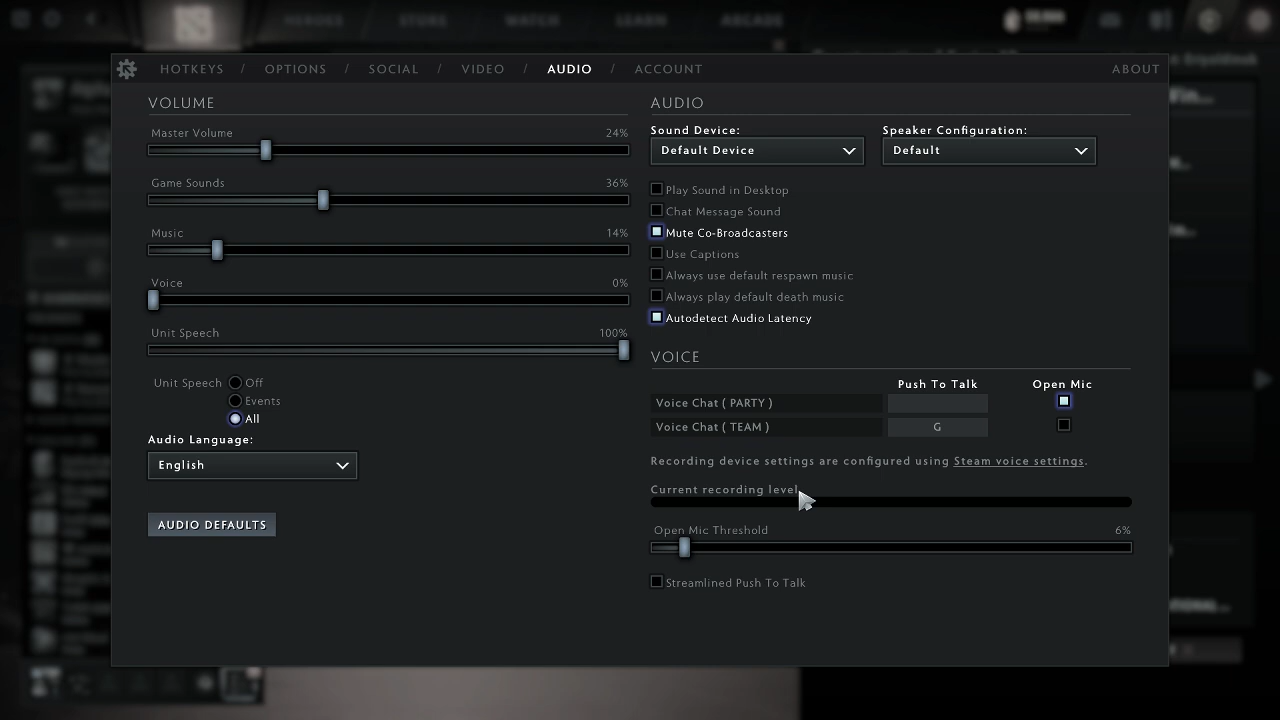 HEROES STORE WATCH LEARN ARCADE
HOTKEYS / OPTIONS / SOCIAL / VIDEO / AUDIO / ACCOUNT ABOUT
VOLUME
Master Volume 24%
Game Sounds 36%
Music 14%
Voice 0%
Unit Speech 100%
Unit Speech Off
Events
All
Audio Language:
English
AUDIO DEFAULTS
AUDIO
Sound Device: Speaker Configuration:
Default Device Default
Play Sound in Desktop
Chat Message Sound
Mute Co-Broadcasters
Use Captions
Always use default respawn music
Always play default death music
Autodetect Audio Latency
VOICE
Push To Talk Open Mic
Voice Chat ( PARTY )
Voice Chat ( TEAM ) G
Recording device settings are configured using Steam voice settings.
Current recording level
Open Mic Threshold 6%
Streamlined Push To Talk